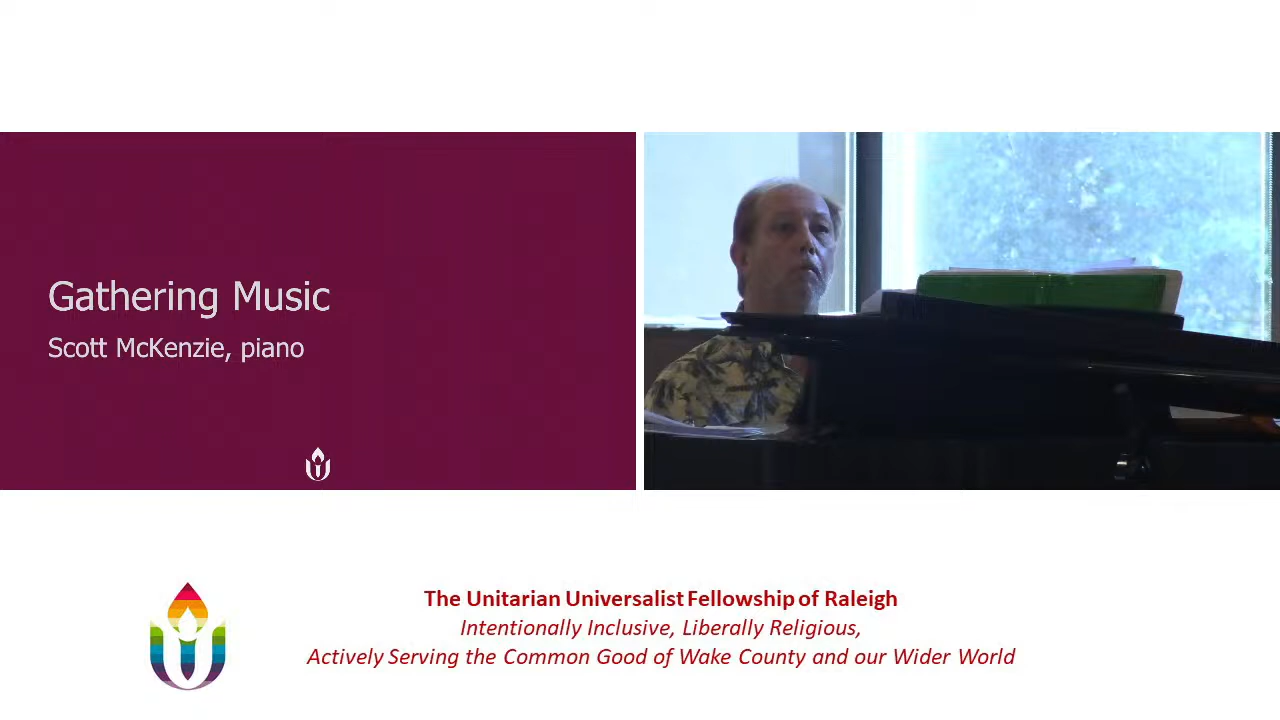 Gathering Music
Scott McKenzie, piano
The Unitarian Universalist Fellowship of Raleigh
Intentionally Inclusive, Liberally Religious,
Actively Serving the Common Good of Wake County and our Wider World